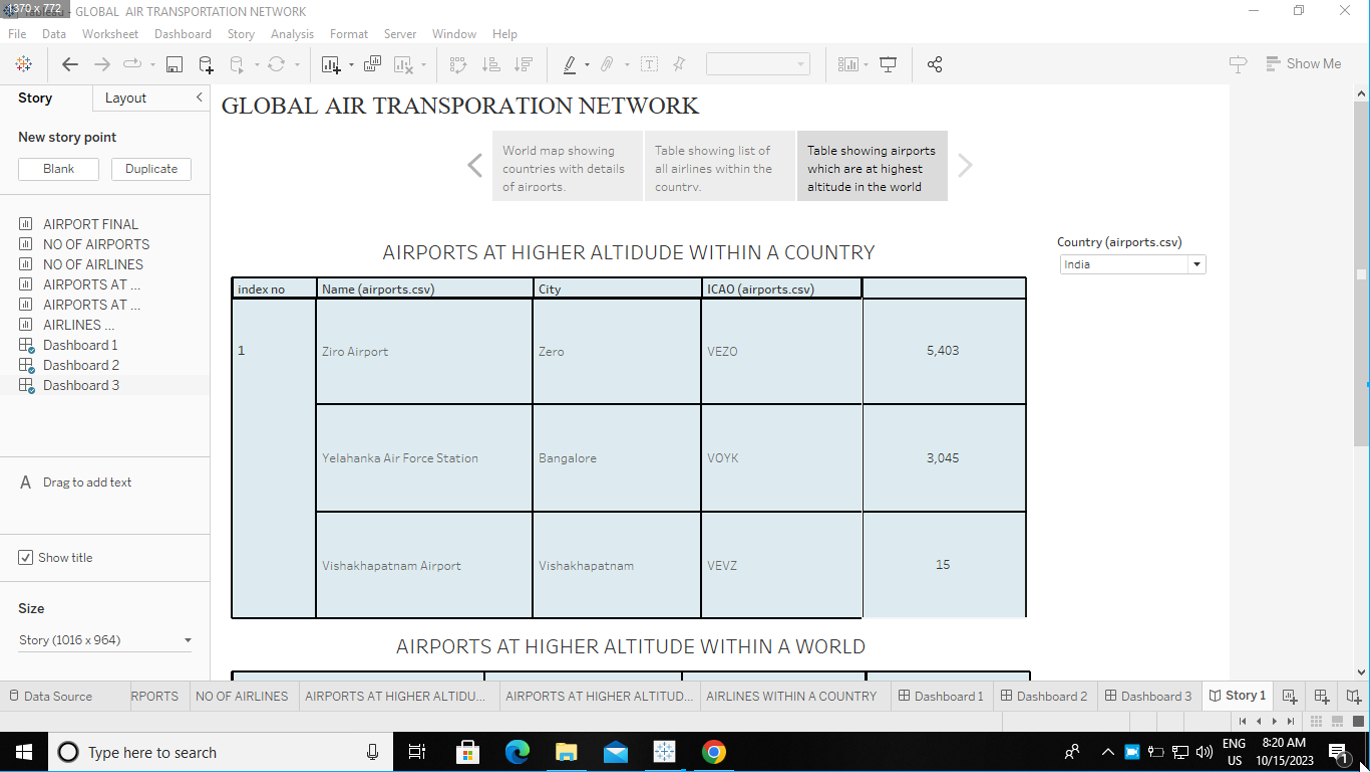 1370 x 772
Tableau - GLOBAL AIR TRANSPORTATION NETWORK
File Data Worksheet Dashboard Story Analysis Format Server Window Help
Show Me
Story Layout
New story point
Blank Duplicate
AIRPORT FINAL
NO OF AIRPORTS
NO OF AIRLINES
AIRPORTS AT ...
AIRPORTS AT ...
AIRLINES ...
Dashboard 1
Dashboard 2
Dashboard 3
A Drag to add text
Show title
Size
Story (1016 x 964)
GLOBAL AIR TRANSPORATION NETWORK
World map showing
countries with details
of airports.
Table showing list of
all airlines within the
country.
Table showing airports
which are at highest
altitude in the world
AIRPORTS AT HIGHER ALTIDUDE WITHIN A COUNTRY
Country (airports.csv)
India
index no Name (airports.csv) City ICAO (airports.csv)
1 Ziro Airport Zero VEZO 5,403
Yelahanka Air Force Station Bangalore VOYK 3,045
Vishakhapatnam Airport Vishakhapatnam VEVZ 15
AIRPORTS AT HIGHER ALTITUDE WITHIN A WORLD
Data Source RPORTS NO OF AIRLINES AIRPORTS AT HIGHER ALTIDU... AIRPORTS AT HIGHER ALTITUD... AIRLINES WITHIN A COUNTRY Dashboard 1 Dashboard 2 Dashboard 3 Story 1
Type here to search
ENG
US
8:20 AM
10/15/2023
1